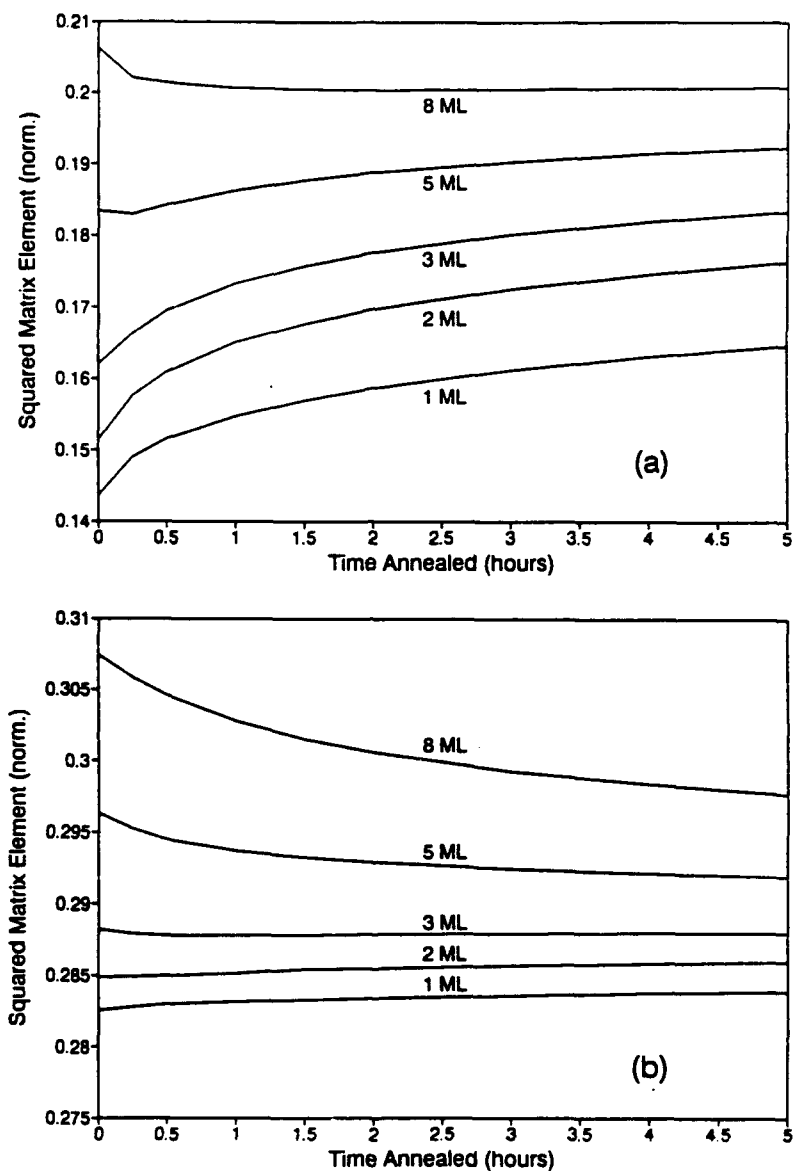 0.21
0.2
0.19
0.18
0.17
0.16
0.15
0.14
Squared Matrix Element (norm.)
8 ML
5 ML
3 ML
2 ML
1 ML
(a)
0 0.5 1 1.5 2 2.5 3 3.5 4 4.5 5
Time Annealed (hours)
0.31
0.305
0.3
0.295
0.29
0.285
0.28
0.275
Squared Matrix Element (norm.)
8 ML
5 ML
3 ML
2 ML
1 ML
(b)
0 0.5 1 1.5 2 2.5 3 3.5 4 4.5 5
Time Annealed (hours)